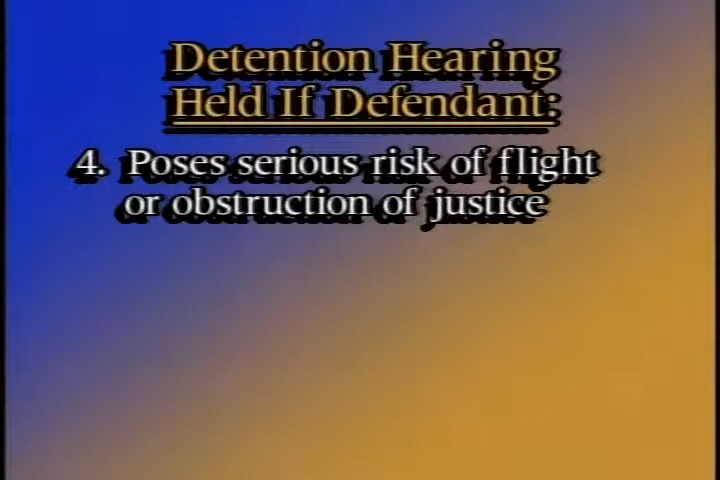 Detention Hearing
Held If Defendant:
4. Poses serious risk of flight
or obstruction of justice